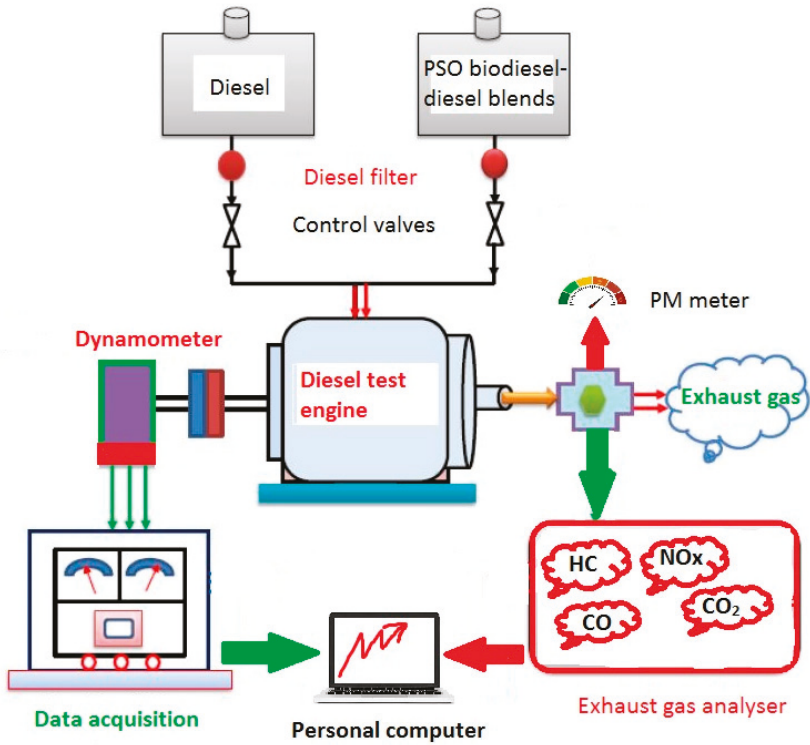 Diesel
PSO biodiesel-
diesel blends
Diesel filter
Control valves
PM meter
Dynamometer
Diesel test
engine
Exhaust gas
HC
NOx
CO
CO₂
Data acquisition
Personal computer
Exhaust gas analyser